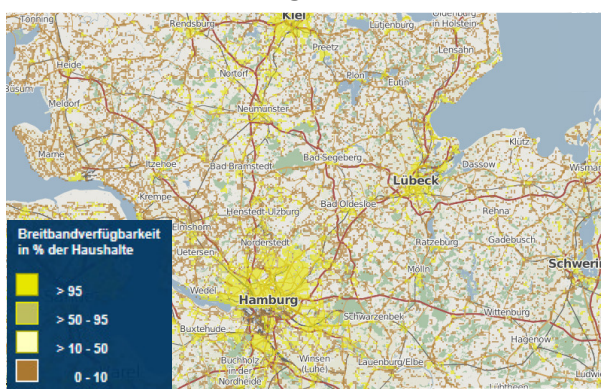 Kiel
Tönning
Rendsburg
Lütjenburg
in Holstein
Preetz
Lensahn
Heide
Nortorf
Plön
Eutin
Büsum
Meldorf
Neumünster
Marne
Itzehoe
Bad Bramstedt
Bad Segeberg
Klütz
Dassow
Wismar
Krempe
Lübeck
Henstedt-Ulzburg
Bad Oldesloe
Rehna
Elmshorn
Breitbandverfügbarkeit
in % der Haushalte
Uetersen
Norderstedt
Ratzeburg
Gadebusch
Mölln
Schwerin
> 95
Wedel
Hamburg
> 50 - 95
Schwarzenbek
Wittenburg
Buxtehude
Hagenow
> 10 - 50
Buchholz
in der
Nordheide
Winsen
(Luhe)
Lauenburg/Elbe
0 - 10